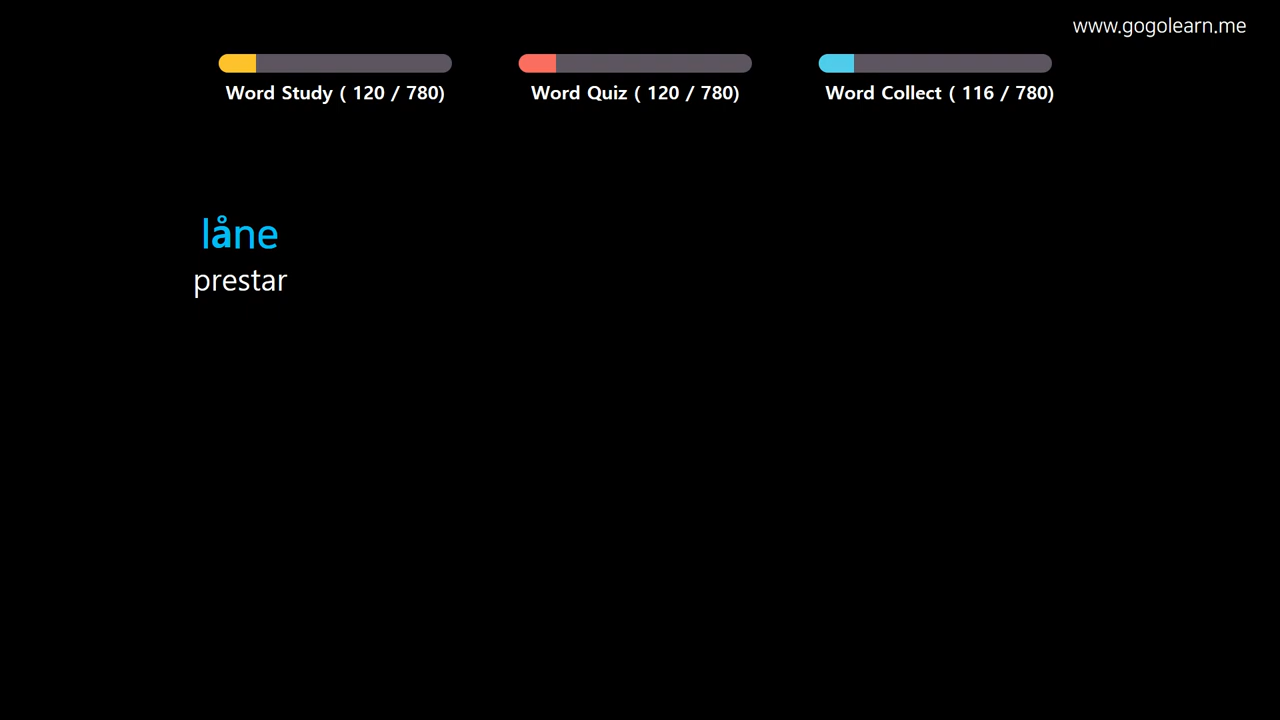 www.gogolearn.me
Word Study ( 120 / 780)
Word Quiz ( 120 / 780)
Word Collect ( 116 / 780)
låne
prestar